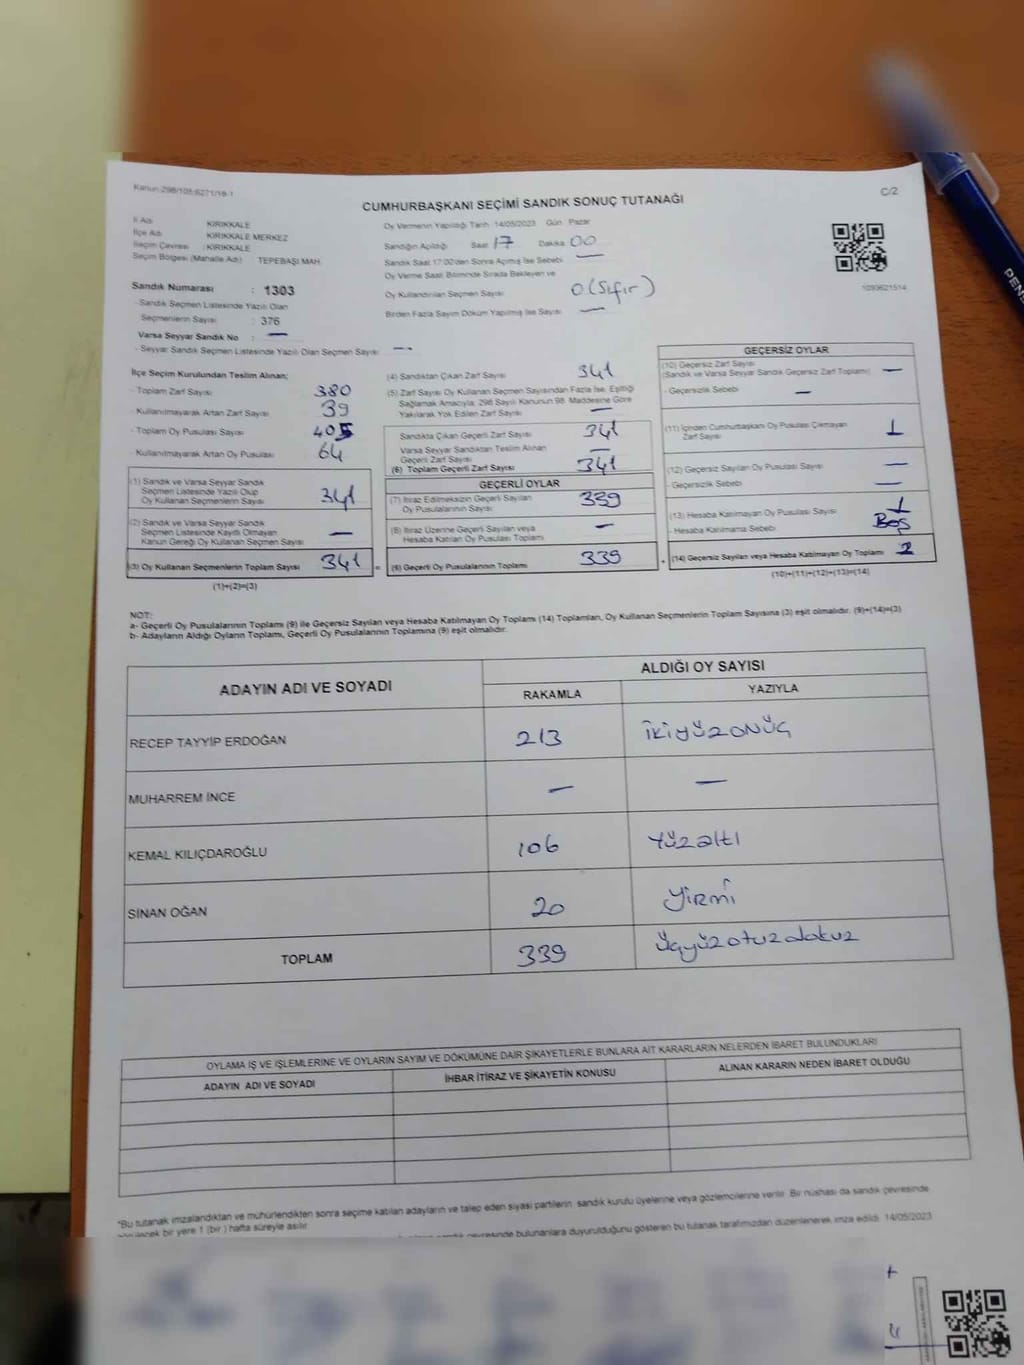 Kanun:298/105;6271/16-1
C/2
CUMHURBAŞKANI SEÇİMİ SANDIK SONUÇ TUTANAĞI
İl Adı : KIRIKKALE
İlçe Adı : KIRIKKALE MERKEZ
Seçim Çevresi : KIRIKKALE
Seçim Bölgesi (Mahalle Adı) : TEPEBAŞI MAH.
Sandık Numarası : 1303
- Sandık Seçmen Listesinde Yazılı Olan
Seçmenlerin Sayısı : 376
Varsa Seyyar Sandık No : —
- Seyyar Sandık Seçmen Listesinde Yazılı Olan Seçmen Sayısı : —
Oy Vermenin Yapıldığı Tarih :14/05/2023 Gün : Pazar
Sandığın Açıldığı Saat 17 Dakika 00
Sandık Saat 17:00'den Sonra Açılmış İse Sebebi —
Oy Verme Saati Bitiminde Sırada Bekleyen ve
Oy Kullandırılan Seçmen Sayısı 0 (Sıfır)
Birden Fazla Sayım Döküm Yapılmış İse Sayısı —
1093621514
İlçe Seçim Kurulundan Teslim Alınan;
- Toplam Zarf Sayısı : 380
- Kullanılmayarak Artan Zarf Sayısı : 39
- Toplam Oy Pusulası Sayısı : 405
- Kullanılmayarak Artan Oy Pusulası : 64
(1) Sandık ve Varsa Seyyar Sandık
Seçmen Listesinde Yazılı Olup
Oy Kullanan Seçmenlerin Sayısı 341
(2) Sandık ve Varsa Seyyar Sandık
Seçmen Listesinde Kayıtlı Olmayan
Kanun Gereği Oy Kullanan Seçmen Sayısı —
(3) Oy Kullanan Seçmenlerin Toplam Sayısı 341 =
(1)+(2)=(3)
(4) Sandıktan Çıkan Zarf Sayısı 341
(5) Zarf Sayısı Oy Kullanan Seçmen Sayısından Fazla İse, Eşitliği
Sağlamak Amacıyla, 298 Sayılı Kanunun 98. Maddesine Göre
Yakılarak Yok Edilen Zarf Sayısı —
Sandıkta Çıkan Geçerli Zarf Sayısı 341
Varsa Seyyar Sandıktan Teslim Alınan
Geçerli Zarf Sayısı —
(6) Toplam Geçerli Zarf Sayısı 341
GEÇERLİ OYLAR
(7) İtiraz Edilmeksizin Geçerli Sayılan
Oy Pusulalarının Sayısı 339
(8) İtiraz Üzerine Geçerli Sayılan veya
Hesaba Katılan Oy Pusulası Toplamı —
(9) Geçerli Oy Pusulalarının Toplamı 339 +
GEÇERSİZ OYLAR
(10) Geçersiz Zarf Sayısı
(Sandık ve Varsa Seyyar Sandık Geçersiz Zarf Toplamı) —
- Geçersizlik Sebebi —
(11) İçinden Cumhurbaşkanı Oy Pusulası Çıkmayan
Zarf Sayısı 1
(12) Geçersiz Sayılan Oy Pusulası Sayısı —
- Geçersizlik Sebebi —
(13) Hesaba Katılmayan Oy Pusulası Sayısı 1
- Hesaba Katılmama Sebebi Boş
(14) Geçersiz Sayılan veya Hesaba Katılmayan Oy Toplamı 2
(10)+(11)+(12)+(13)=(14)
NOT:
a- Geçerli Oy Pusulasının Toplamı (9) ile Geçersiz Sayılan veya Hesaba Katılmayan Oy Toplamı (14) Toplamları, Oy Kullanan Seçmenlerin Toplam Sayısına (3) eşit olmalıdır. (9)+(14)=(3)
b- Adayların Aldığı Oyların Toplamı, Geçerli Oy Pusulalarının Toplamına (9) eşit olmalıdır.
ADAYIN ADI VE SOYADI
ALDIĞI OY SAYISI
RAKAMLA YAZIYLA
RECEP TAYYİP ERDOĞAN 213 İkiyüzonüç
MUHARREM İNCE — —
KEMAL KILIÇDAROĞLU 106 Yüzaltı
SİNAN OĞAN 20 Yirmi
TOPLAM 339 Üçyüzotuzdokuz
OYLAMA İŞ VE İŞLEMLERİNE VE OYLARIN SAYIM VE DÖKÜMÜNE DAİR ŞİKAYETLERLE BUNLARA AİT KARARLARIN NELERDEN İBARET BULUNDUKLARI
ADAYIN ADI VE SOYADI İHBAR İTİRAZ VE ŞİKAYETİN KONUSU ALINAN KARARIN NEDEN İBARET OLDUĞU
*Bu tutanak imzalandıktan ve mühürlendikten sonra seçime katılan adayların ve talep eden siyasi partilerin sandık kurulu üyelerine veya gözlemcilerine verilir. Bir nüshası da sandık çevresinde
görülecek bir yere 1 (bir ) hafta süreyle asılır.
sandık çevresinde bulunanlara duyurulduğunu gösteren bu tutanak tarafımızdan düzenlenerek imza edildi. 14/05/2023